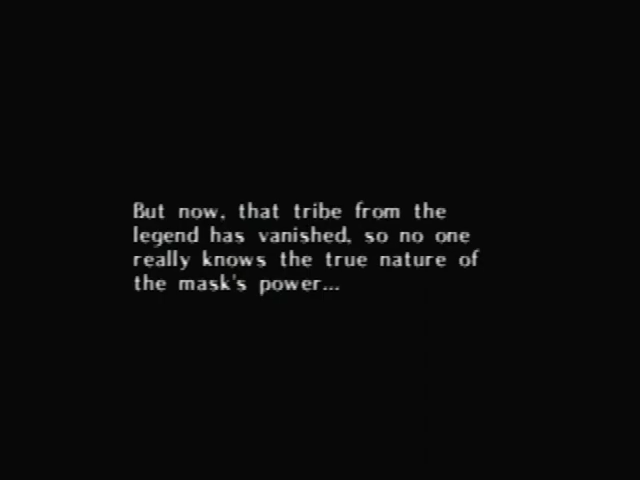 But now, that tribe from the
legend has vanished, so no one
really knows the true nature of
the mask's power...